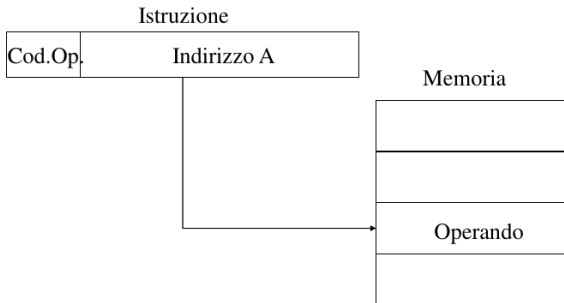 Istruzione
Cod.Op. Indirizzo A
Memoria
Operando